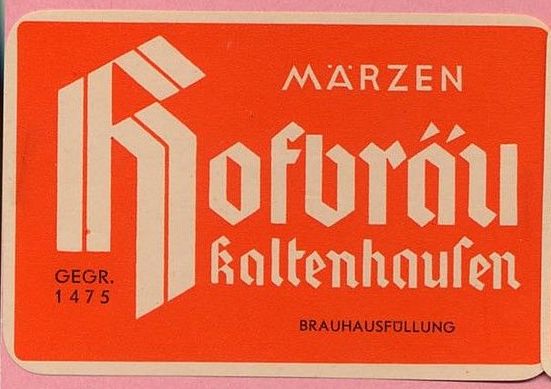 MÄRZEN
Hofbräu
Kaltenhauſen
GEGR.
1475
BRAUHAUSFÜLLUNG